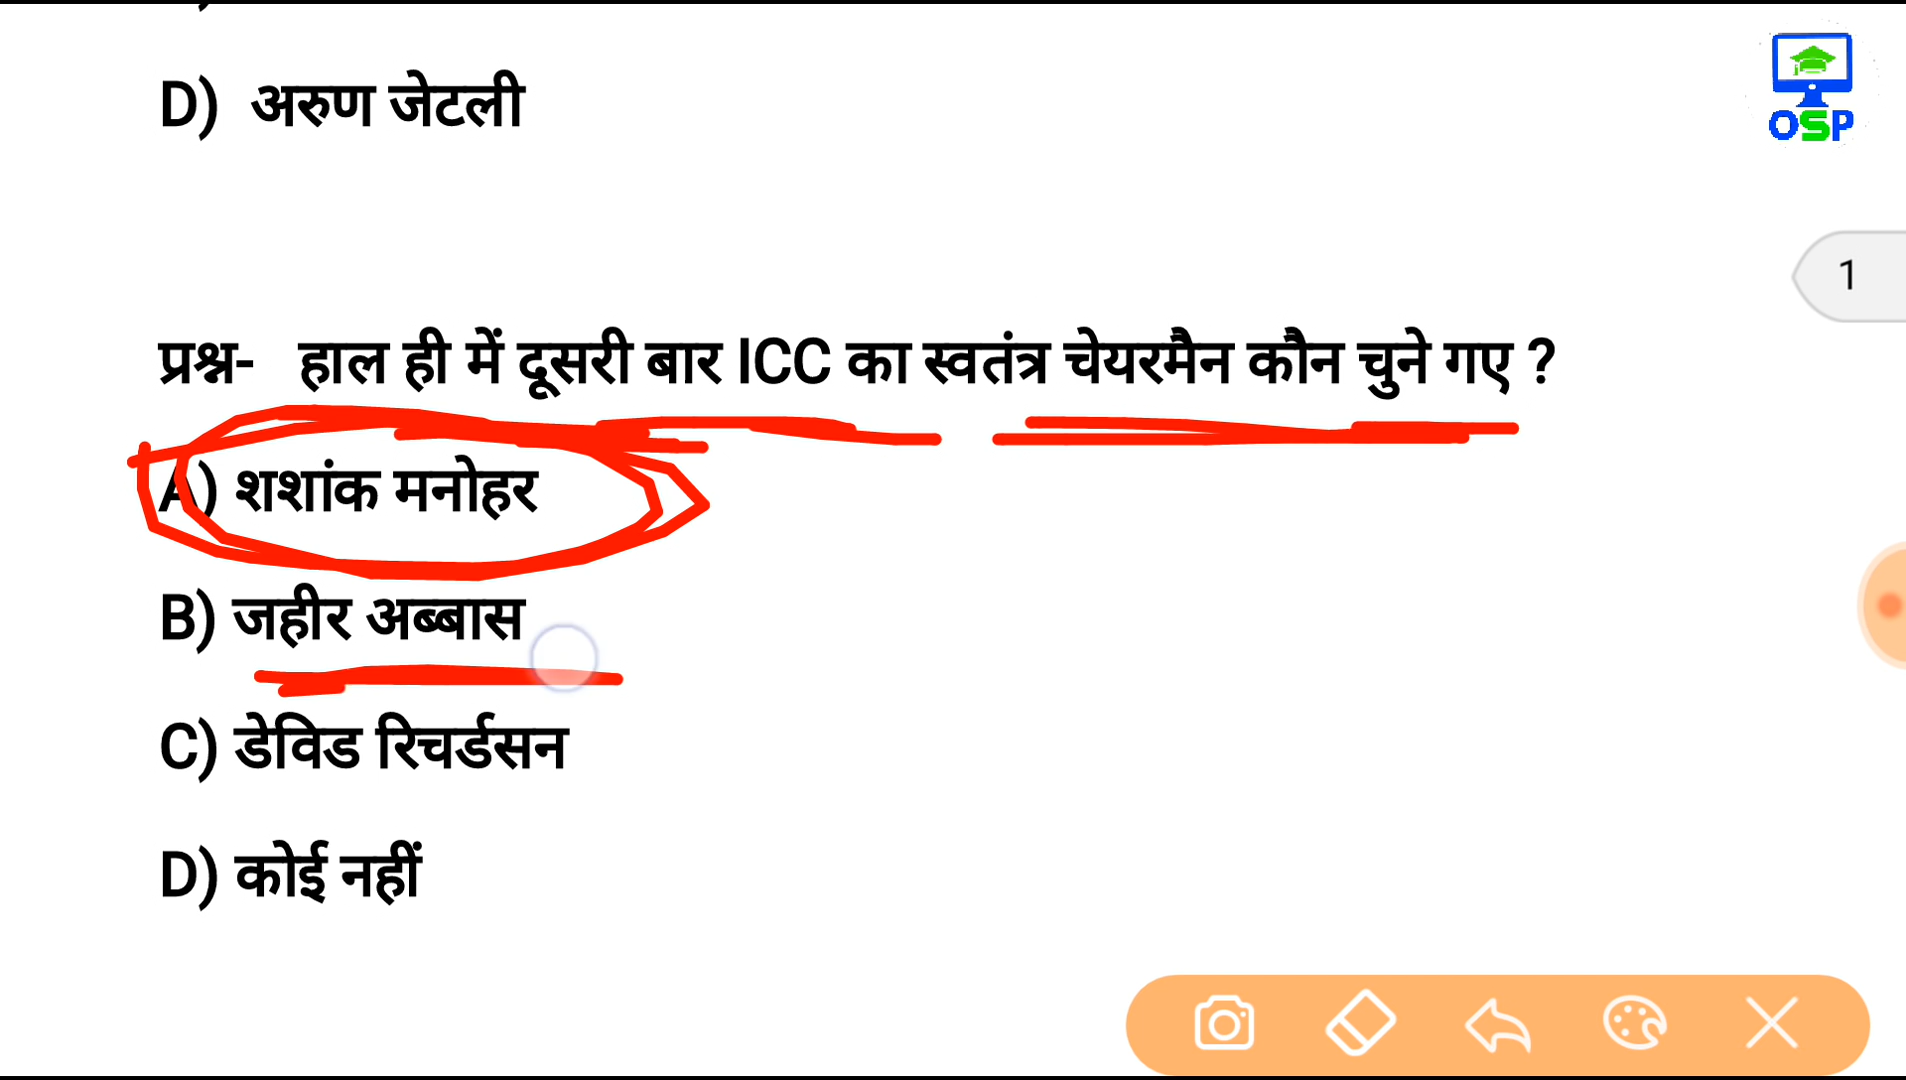 D) अरुण जेटली
OSP
1
प्रश्न- हाल ही में दूसरी बार ICC का स्वतंत्र चेयरमैन कौन चुने गए ?
A) शशांक मनोहर
B) जहीर अब्बास
C) डेविड रिचर्डसन
D) कोई नहीं